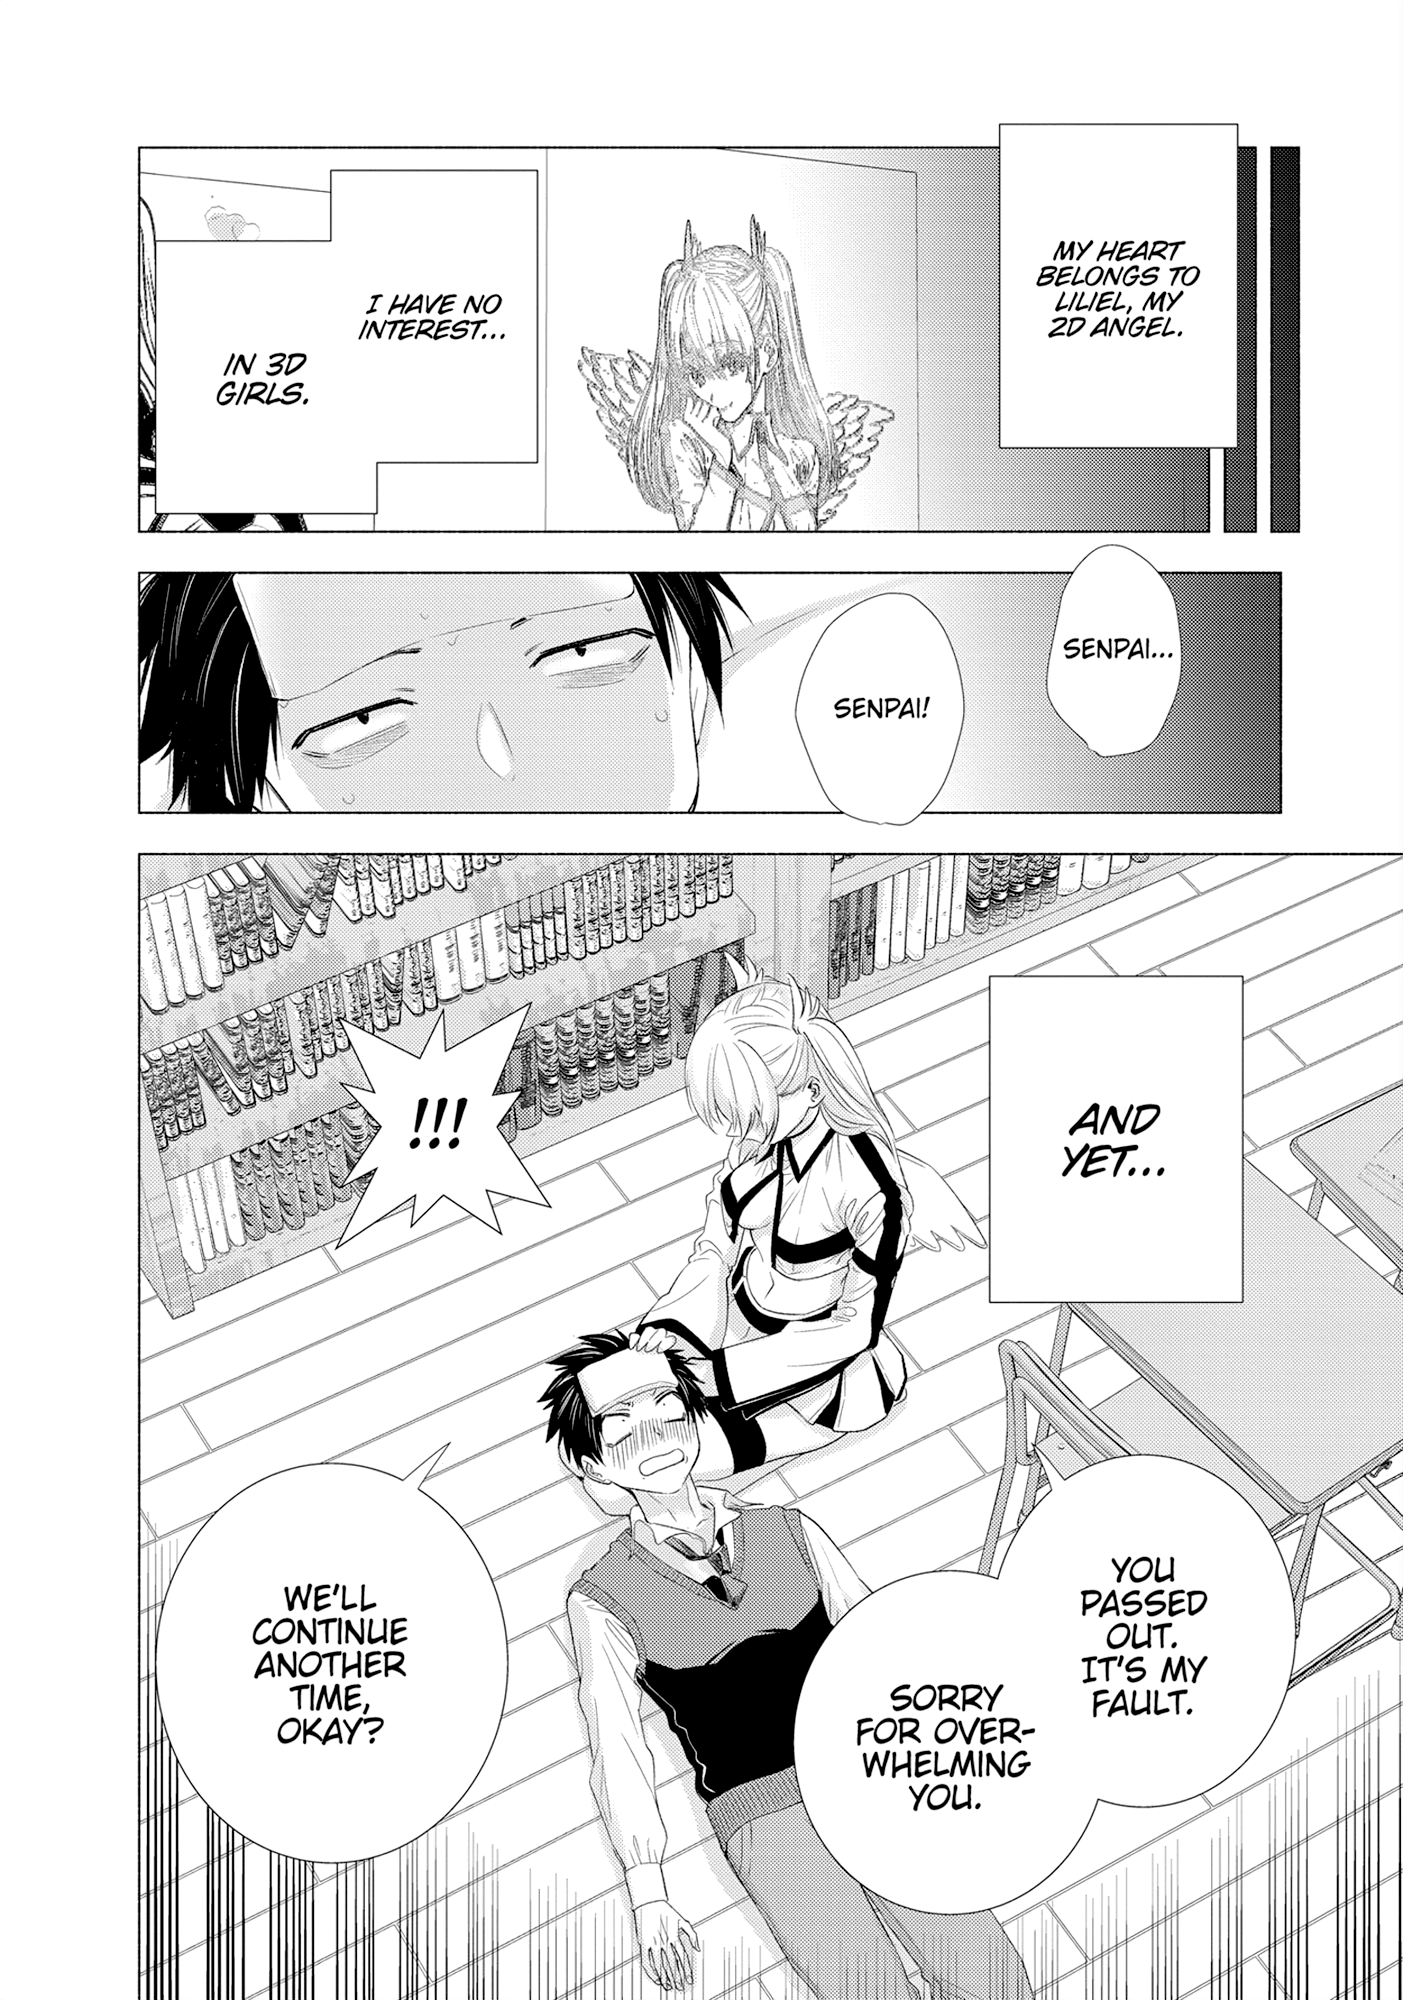 MY HEART
BELONGS TO
LILIEL, MY
2D ANGEL.
I HAVE NO
INTEREST...
IN 3D
GIRLS.
SENPAI...
SENPAI!
AND
YET...
!!!
YOU
PASSED
OUT.
IT'S MY
FAULT.
SORRY
FOR OVER-
WHELMING
YOU.
WE'LL
CONTINUE
ANOTHER
TIME,
OKAY?